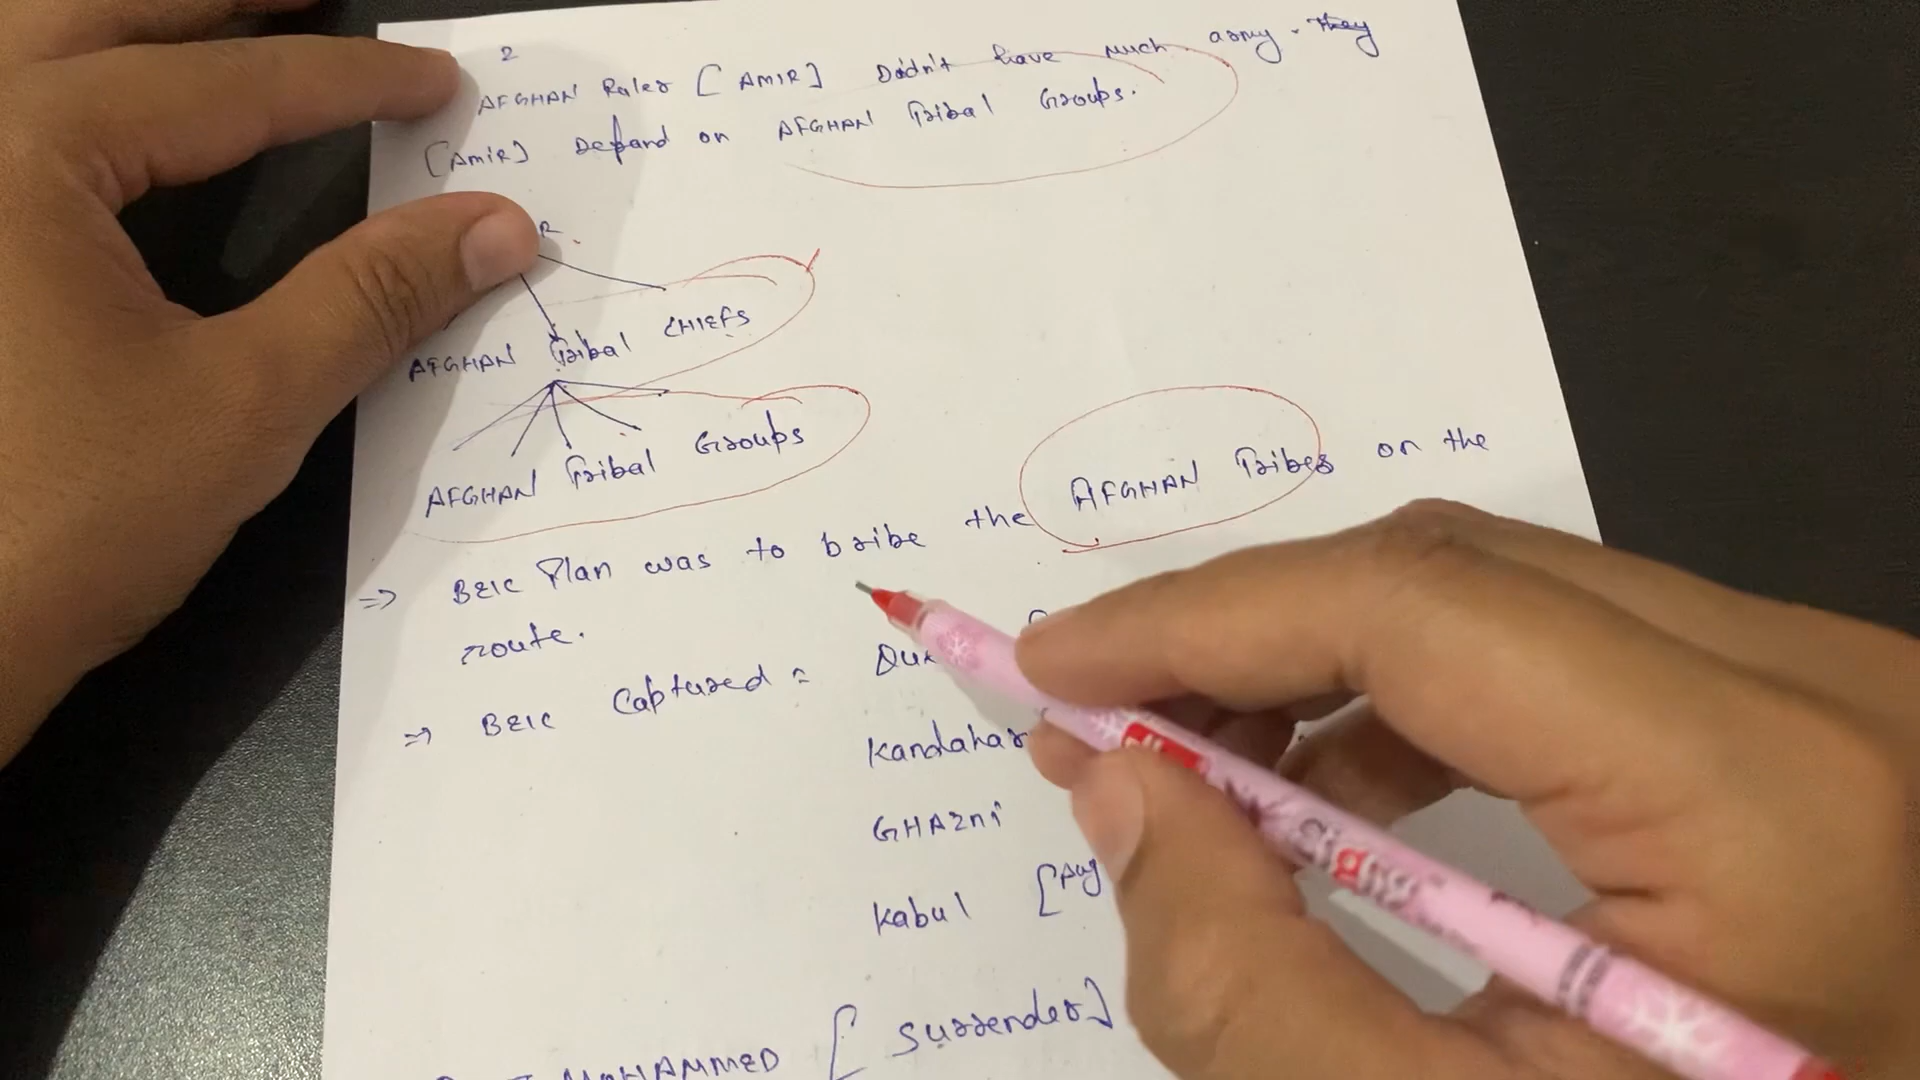 2
AFGHAN Ruler [AMIR] Didn't have much army. They
[AMIR] Depand on AFGHAN Tribal Groups.
R
AFGHAN Tribal CHIEFS
AFGHAN Tribal Groups
=> BEIC Plan was to bribe the AFGHAN Tribes on the
route.
=> BEIC Captured =
Kandahar
GHAZNI
Kabul [Aug
MOHAMMED [surrender]